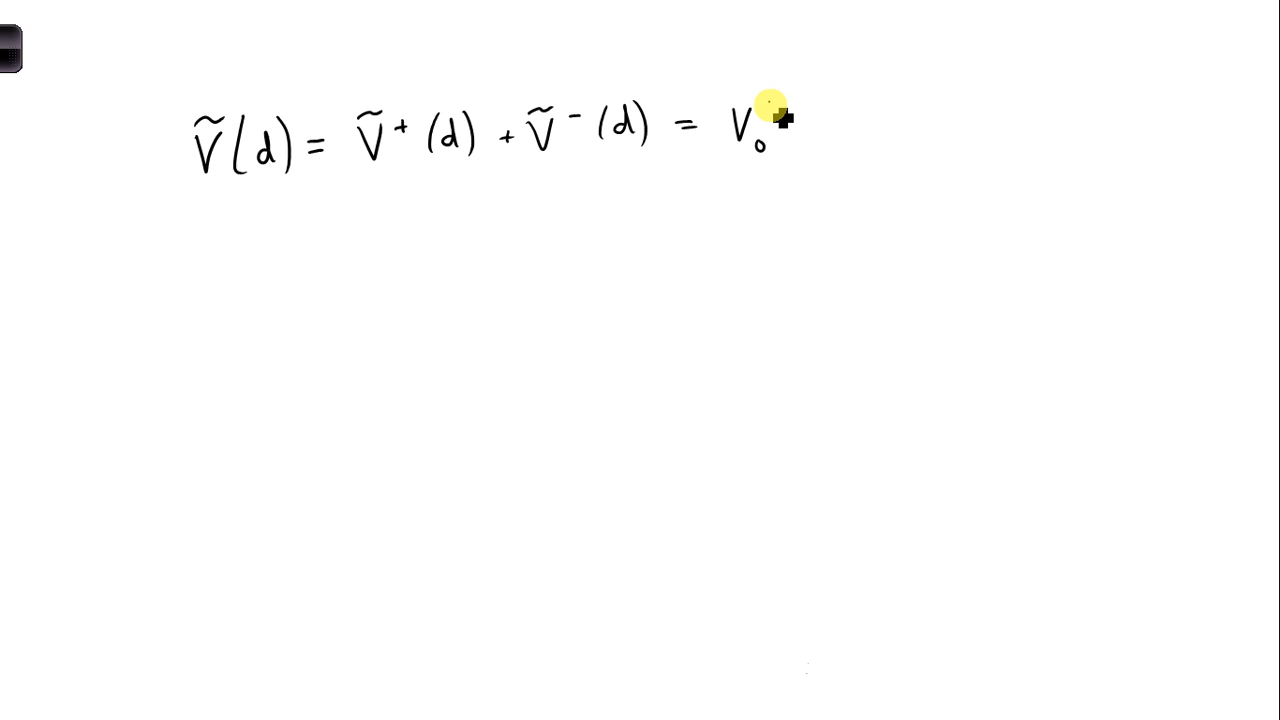 Ṽ(d) = Ṽ⁺(d) + Ṽ⁻(d) = V₀